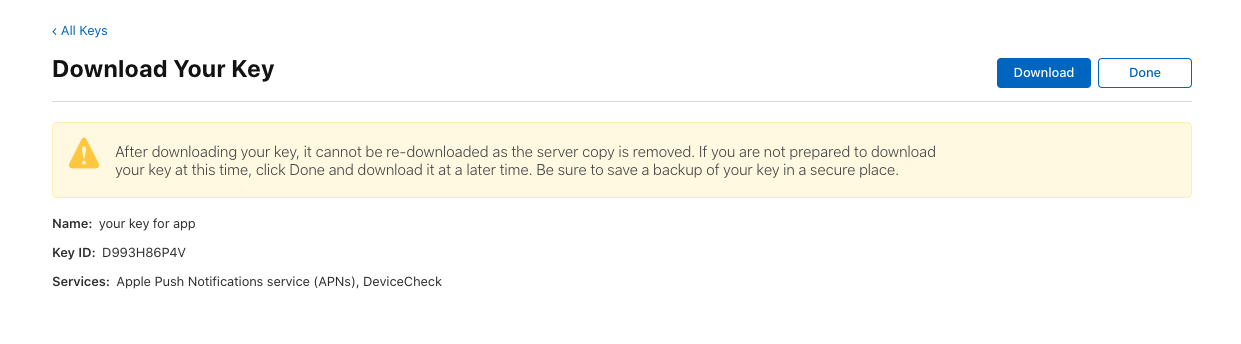 ‹ All Keys
Download Your Key
Download
Done
After downloading your key, it cannot be re-downloaded as the server copy is removed. If you are not prepared to download
your key at this time, click Done and download it at a later time. Be sure to save a backup of your key in a secure place.
Name: your key for app
Key ID: D993H86P4V
Services: Apple Push Notifications service (APNs), DeviceCheck